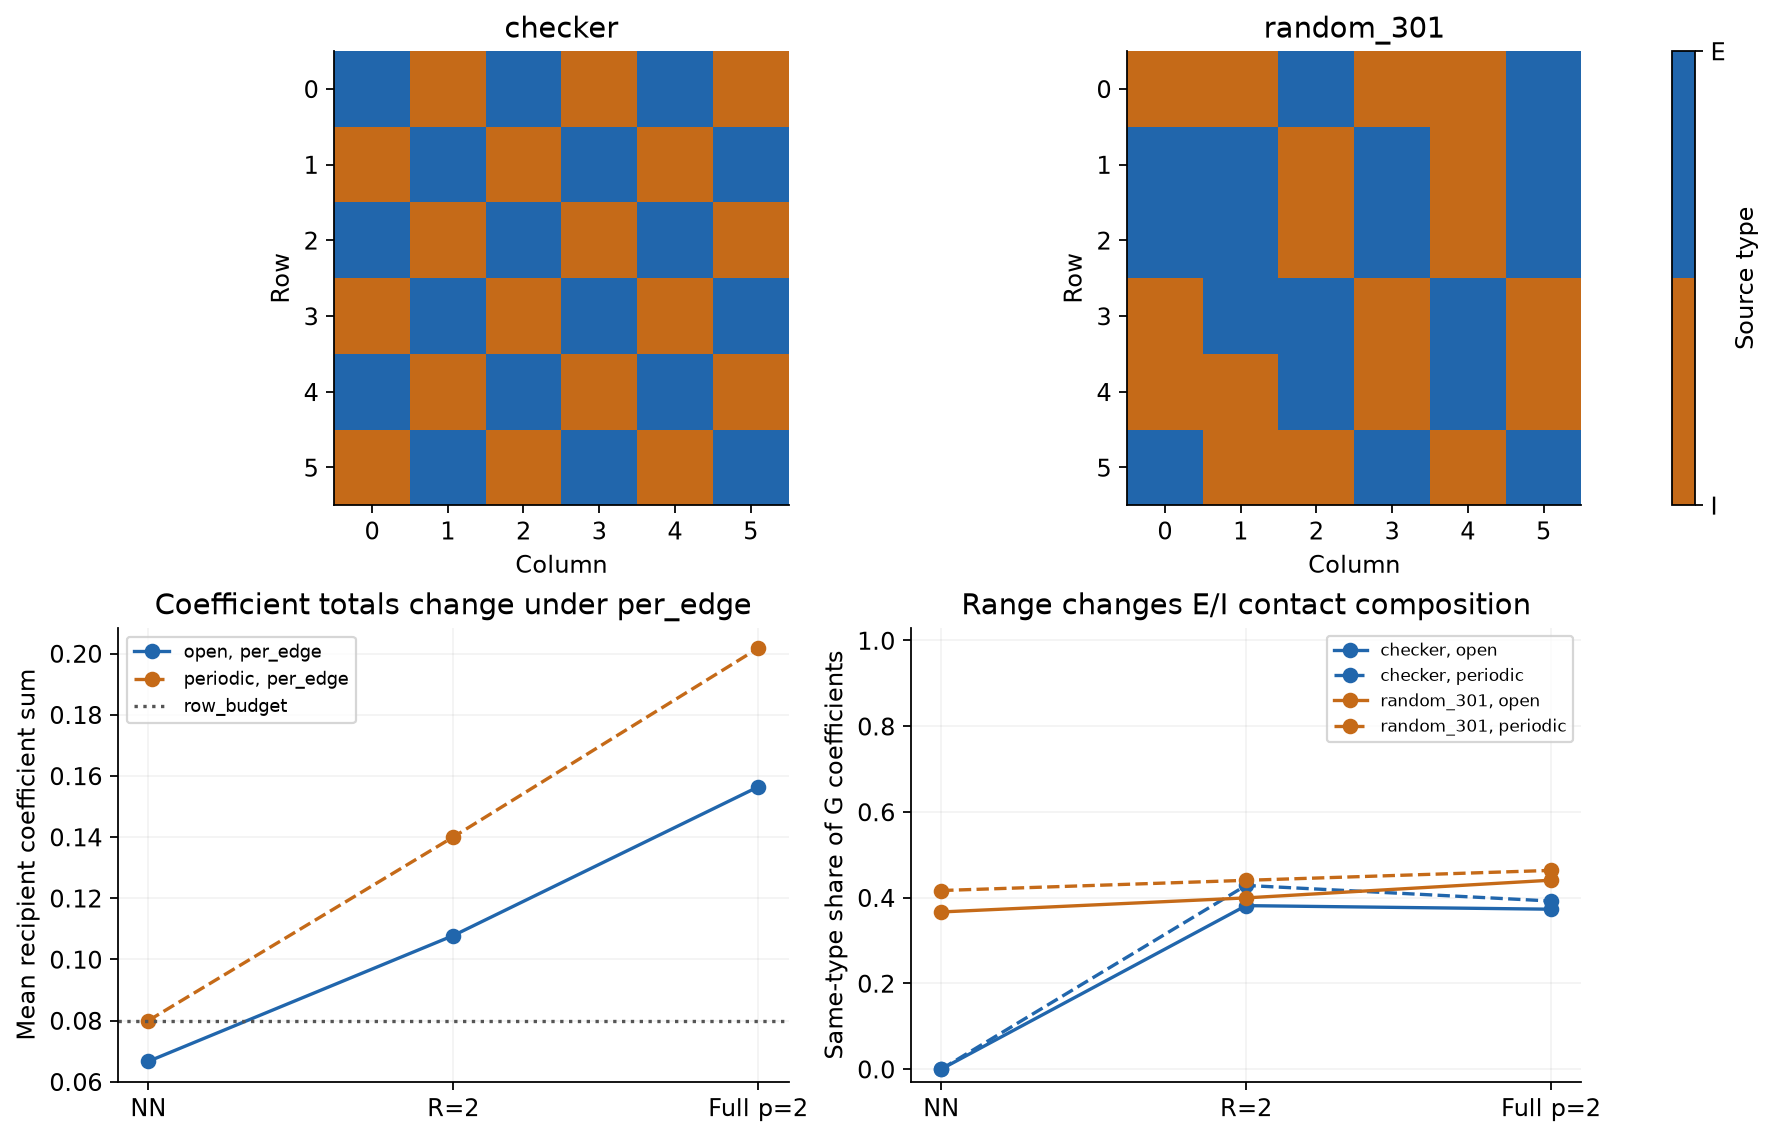 checker
0
1
2
3
4
5
Row
0 1 2 3 4 5
Column
random_301
0
1
2
3
4
5
Row
0 1 2 3 4 5
Column
E
I
Source type
Coefficient totals change under per_edge
0.20
0.18
0.16
0.14
0.12
0.10
0.08
0.06
Mean recipient coefficient sum
open, per_edge
periodic, per_edge
row_budget
NN R=2 Full p=2
Range changes E/I contact composition
1.0
0.8
0.6
0.4
0.2
0.0
Same-type share of G coefficients
checker, open
checker, periodic
random_301, open
random_301, periodic
NN R=2 Full p=2